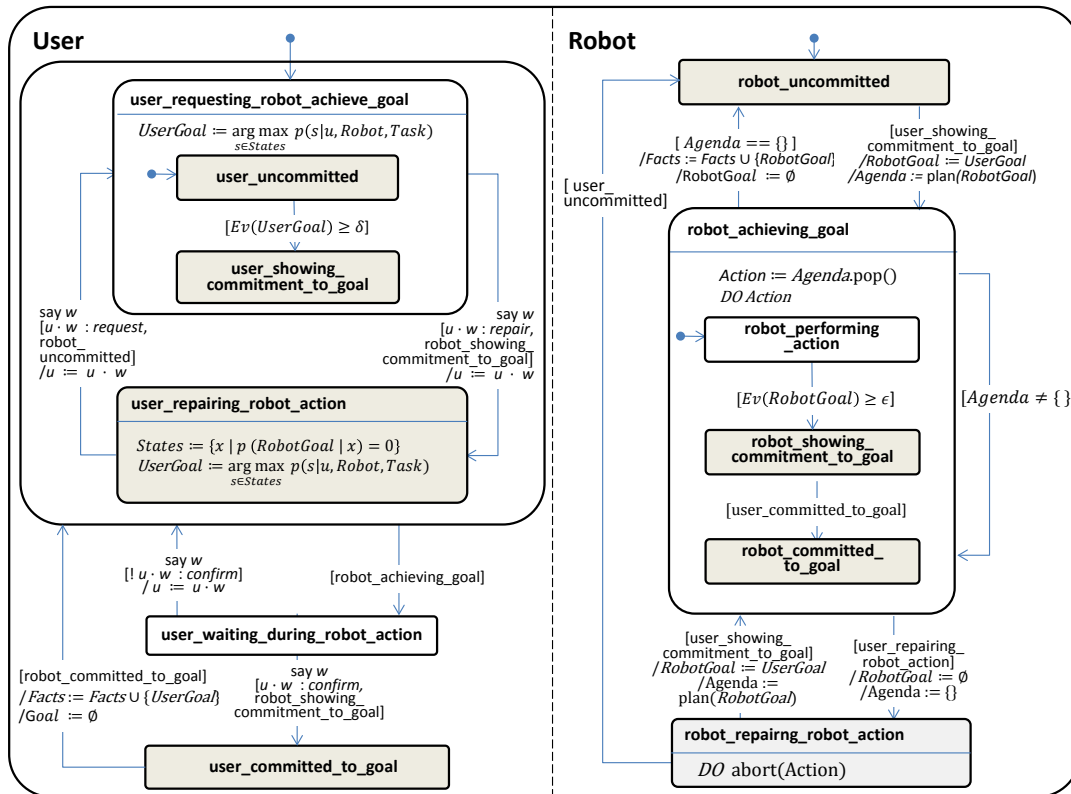 User
user_requesting_robot_achieve_goal
UserGoal ≔ arg max p(s|u, Robot, Task)
s∈States
user_uncommitted
[Ev(UserGoal) ≥ δ]
user_showing_
commitment_to_goal
say w
[u · w : request,
robot_
uncommitted]
/u := u · w
say w
[u · w : repair,
robot_showing_
commitment_to_goal]
/u := u · w
user_repairing_robot_action
States ≔ {x | p (RobotGoal | x) = 0}
UserGoal ≔ arg max p(s|u, Robot, Task)
s∈States
say w
[! u · w : confirm]
/ u := u · w
[robot_achieving_goal]
user_waiting_during_robot_action
[robot_committed_to_goal]
/Facts := Facts ∪ {UserGoal}
/Goal ≔ ∅
say w
[u · w : confirm,
robot_showing_
commitment_to_goal]
user_committed_to_goal
Robot
robot_uncommitted
[ user_
uncommitted]
[ Agenda == {} ]
/Facts := Facts ∪ {RobotGoal}
/RobotGoal ≔ ∅
[user_showing_
commitment_to_goal]
/RobotGoal ≔ UserGoal
/Agenda := plan(RobotGoal)
robot_achieving_goal
Action ≔ Agenda.pop()
DO Action
robot_performing
_action
[Ev(RobotGoal) ≥ ϵ]
[Agenda ≠ { }]
robot_showing_
commitment_to_goal
[user_committed_to_goal]
robot_committed_
to_goal
[user_showing_
commitment_to_goal]
/RobotGoal ≔ UserGoal
/Agenda :=
plan(RobotGoal)
[user_repairing_
robot_action]
/RobotGoal ≔ ∅
/Agenda := {}
robot_repairng_robot_action
DO abort(Action)